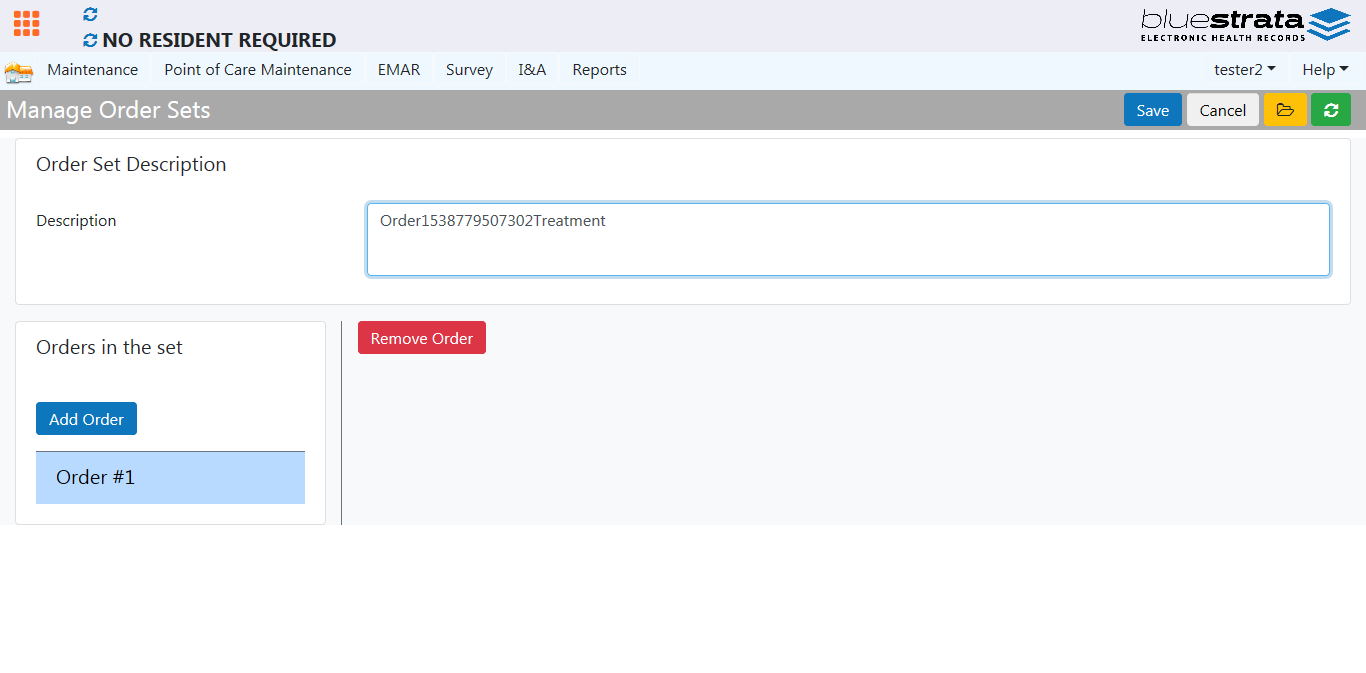 NO RESIDENT REQUIRED
bluestrata
ELECTRONIC HEALTH RECORDS
Maintenance Point of Care Maintenance EMAR Survey I&A Reports tester2 Help
Manage Order Sets Save Cancel
Order Set Description
Description Order1538779507302Treatment
Orders in the set Remove Order
Add Order
Order #1